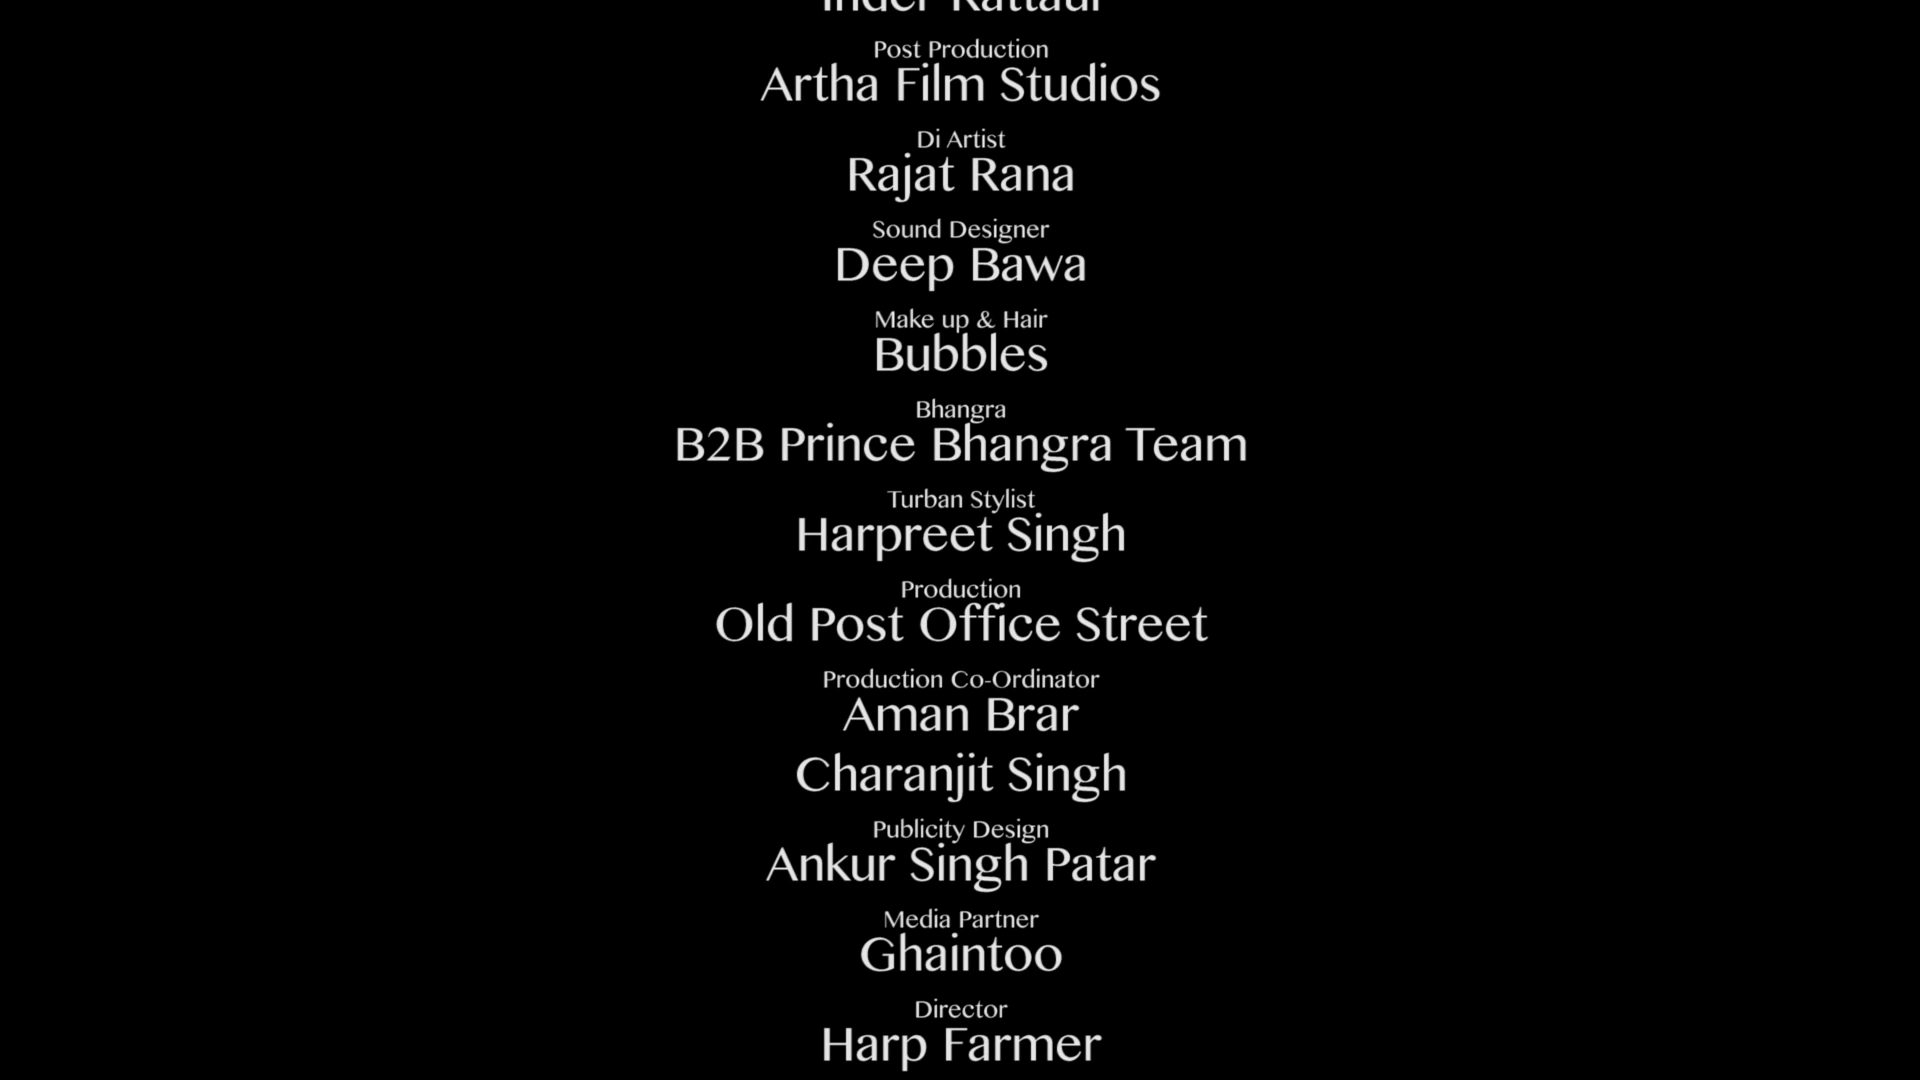 Post Production
Artha Film Studios
Di Artist
Rajat Rana
Sound Designer
Deep Bawa
Make up & Hair
Bubbles
Bhangra
B2B Prince Bhangra Team
Turban Stylist
Harpreet Singh
Production
Old Post Office Street
Production Co-Ordinator
Aman Brar
Charanjit Singh
Publicity Design
Ankur Singh Patar
Media Partner
Ghaintoo
Director
Harp Farmer